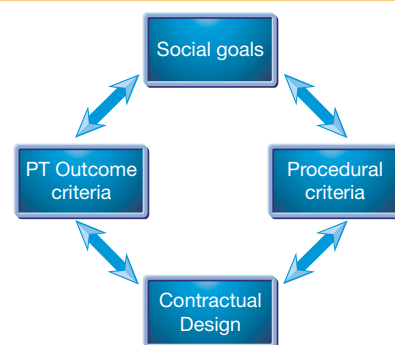 Social goals
PT Outcome
criteria
Procedural
criteria
Contractual
Design